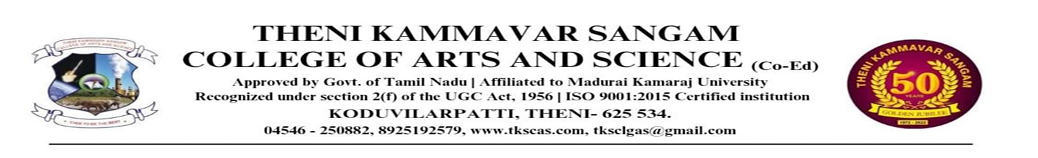 THENI KAMMAVAR SANGAM
COLLEGE OF ARTS AND SCIENCE (Co-Ed)
Approved by Govt. of Tamil Nadu | Affiliated to Madurai Kamaraj University
Recognized under section 2(f) of the UGC Act, 1956 | ISO 9001:2015 Certified institution
KODUVILARPATTI, THENI- 625 534.
04546 - 250882, 8925192579, www.tkscas.com, tksclgas@gmail.com
THENI KAMMAVAR SANGAM
50
YEARS
GOLDEN JUBILEE